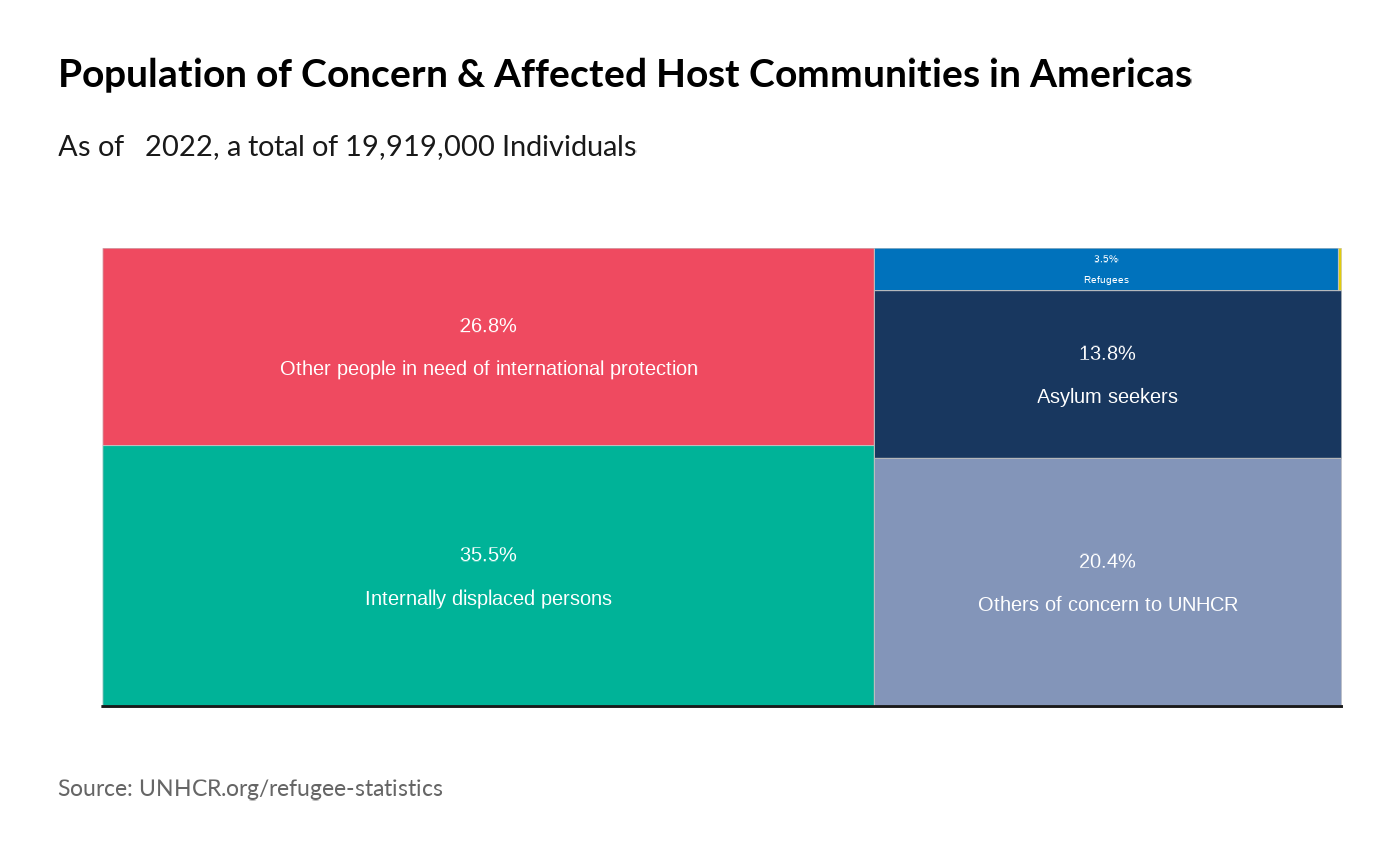 Population of Concern & Affected Host Communities in Americas
As of   2022, a total of 19,919,000 Individuals
26.8%
Other people in need of international protection
35.5%
Internally displaced persons
3.5%
Refugees
13.8%
Asylum seekers
20.4%
Others of concern to UNHCR
Source: UNHCR.org/refugee-statistics